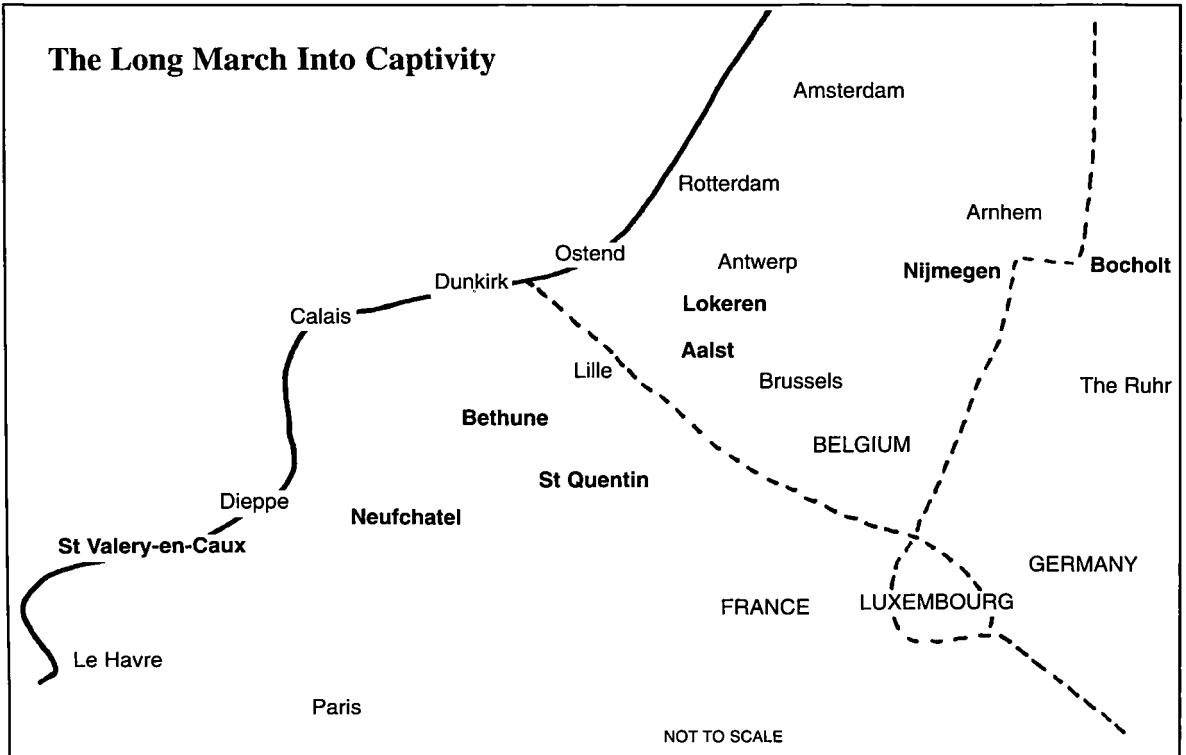 The Long March Into Captivity
Amsterdam
Rotterdam
Arnhem
Ostend
Antwerp
Nijmegen
Bocholt
Dunkirk
Lokeren
Calais
Aalst
Lille
Brussels
The Ruhr
Bethune
BELGIUM
St Quentin
Dieppe
Neufchatel
St Valery-en-Caux
GERMANY
FRANCE
LUXEMBOURG
Le Havre
Paris
NOT TO SCALE